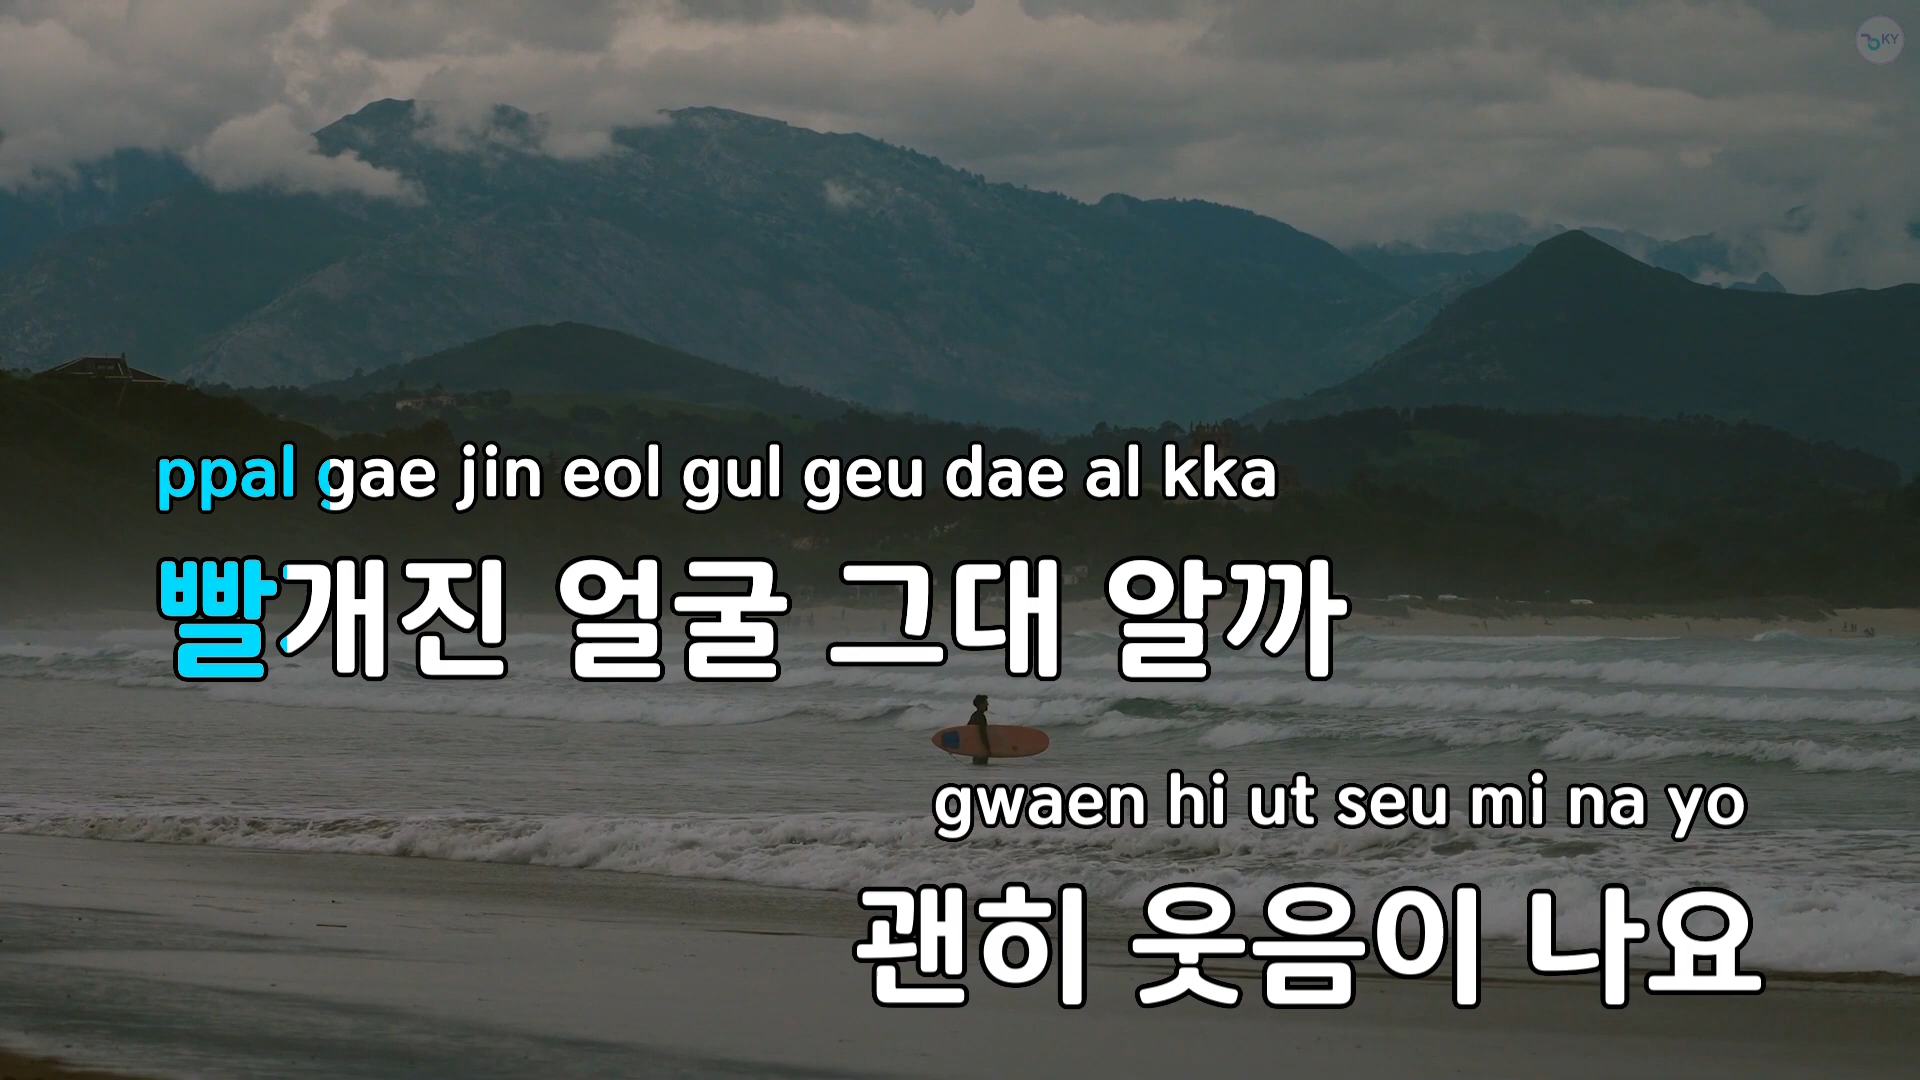 KY
ppal gae jin eol gul geu dae al kka
빨개진 얼굴 그대 알까
gwaen hi ut seu mi na yo
괜히 웃음이 나요